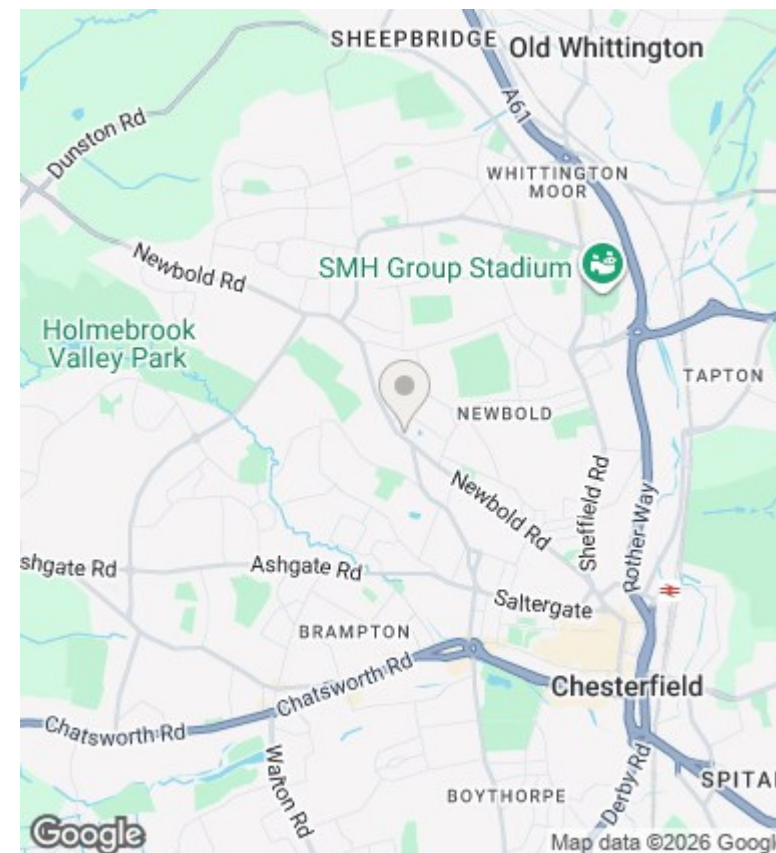 SHEEPBRIDGE
Old Whittington
A61
Dunston Rd
WHITTINGTON
MOOR
Newbold Rd
SMH Group Stadium
Holmebrook
Valley Park
TAPTON
NEWBOLD
Newbold Rd
Sheffield Rd
Rother Way
shgate Rd
Ashgate Rd
Saltergate
BRAMPTON
Chatsworth Rd
Chesterfield
Chatsworth Rd
Walton Rd
Derby Rd
SPITAL
BOYTHORPE
Google
Map data ©2026 Google